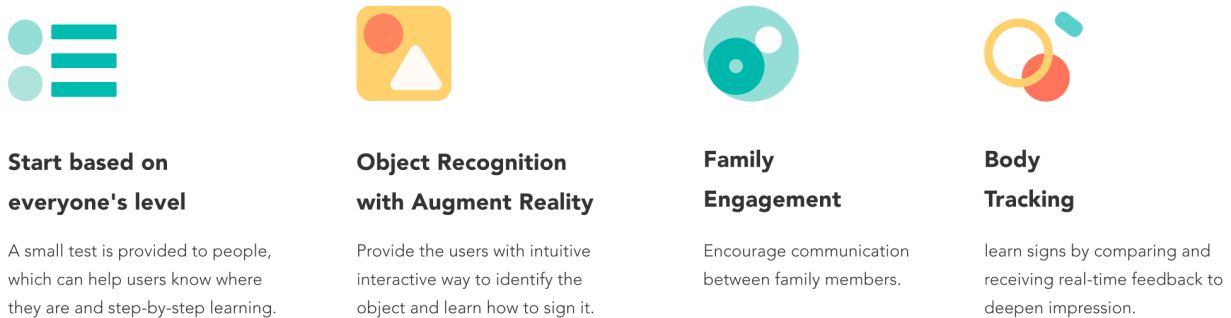 Start based on
everyone's level
A small test is provided to people,
which can help users know where
they are and step-by-step learning.
Object Recognition
with Augment Reality
Provide the users with intuitive
interactive way to identify the
object and learn how to sign it.
Family
Engagement
Encourage communication
between family members.
Body
Tracking
learn signs by comparing and
receiving real-time feedback to
deepen impression.